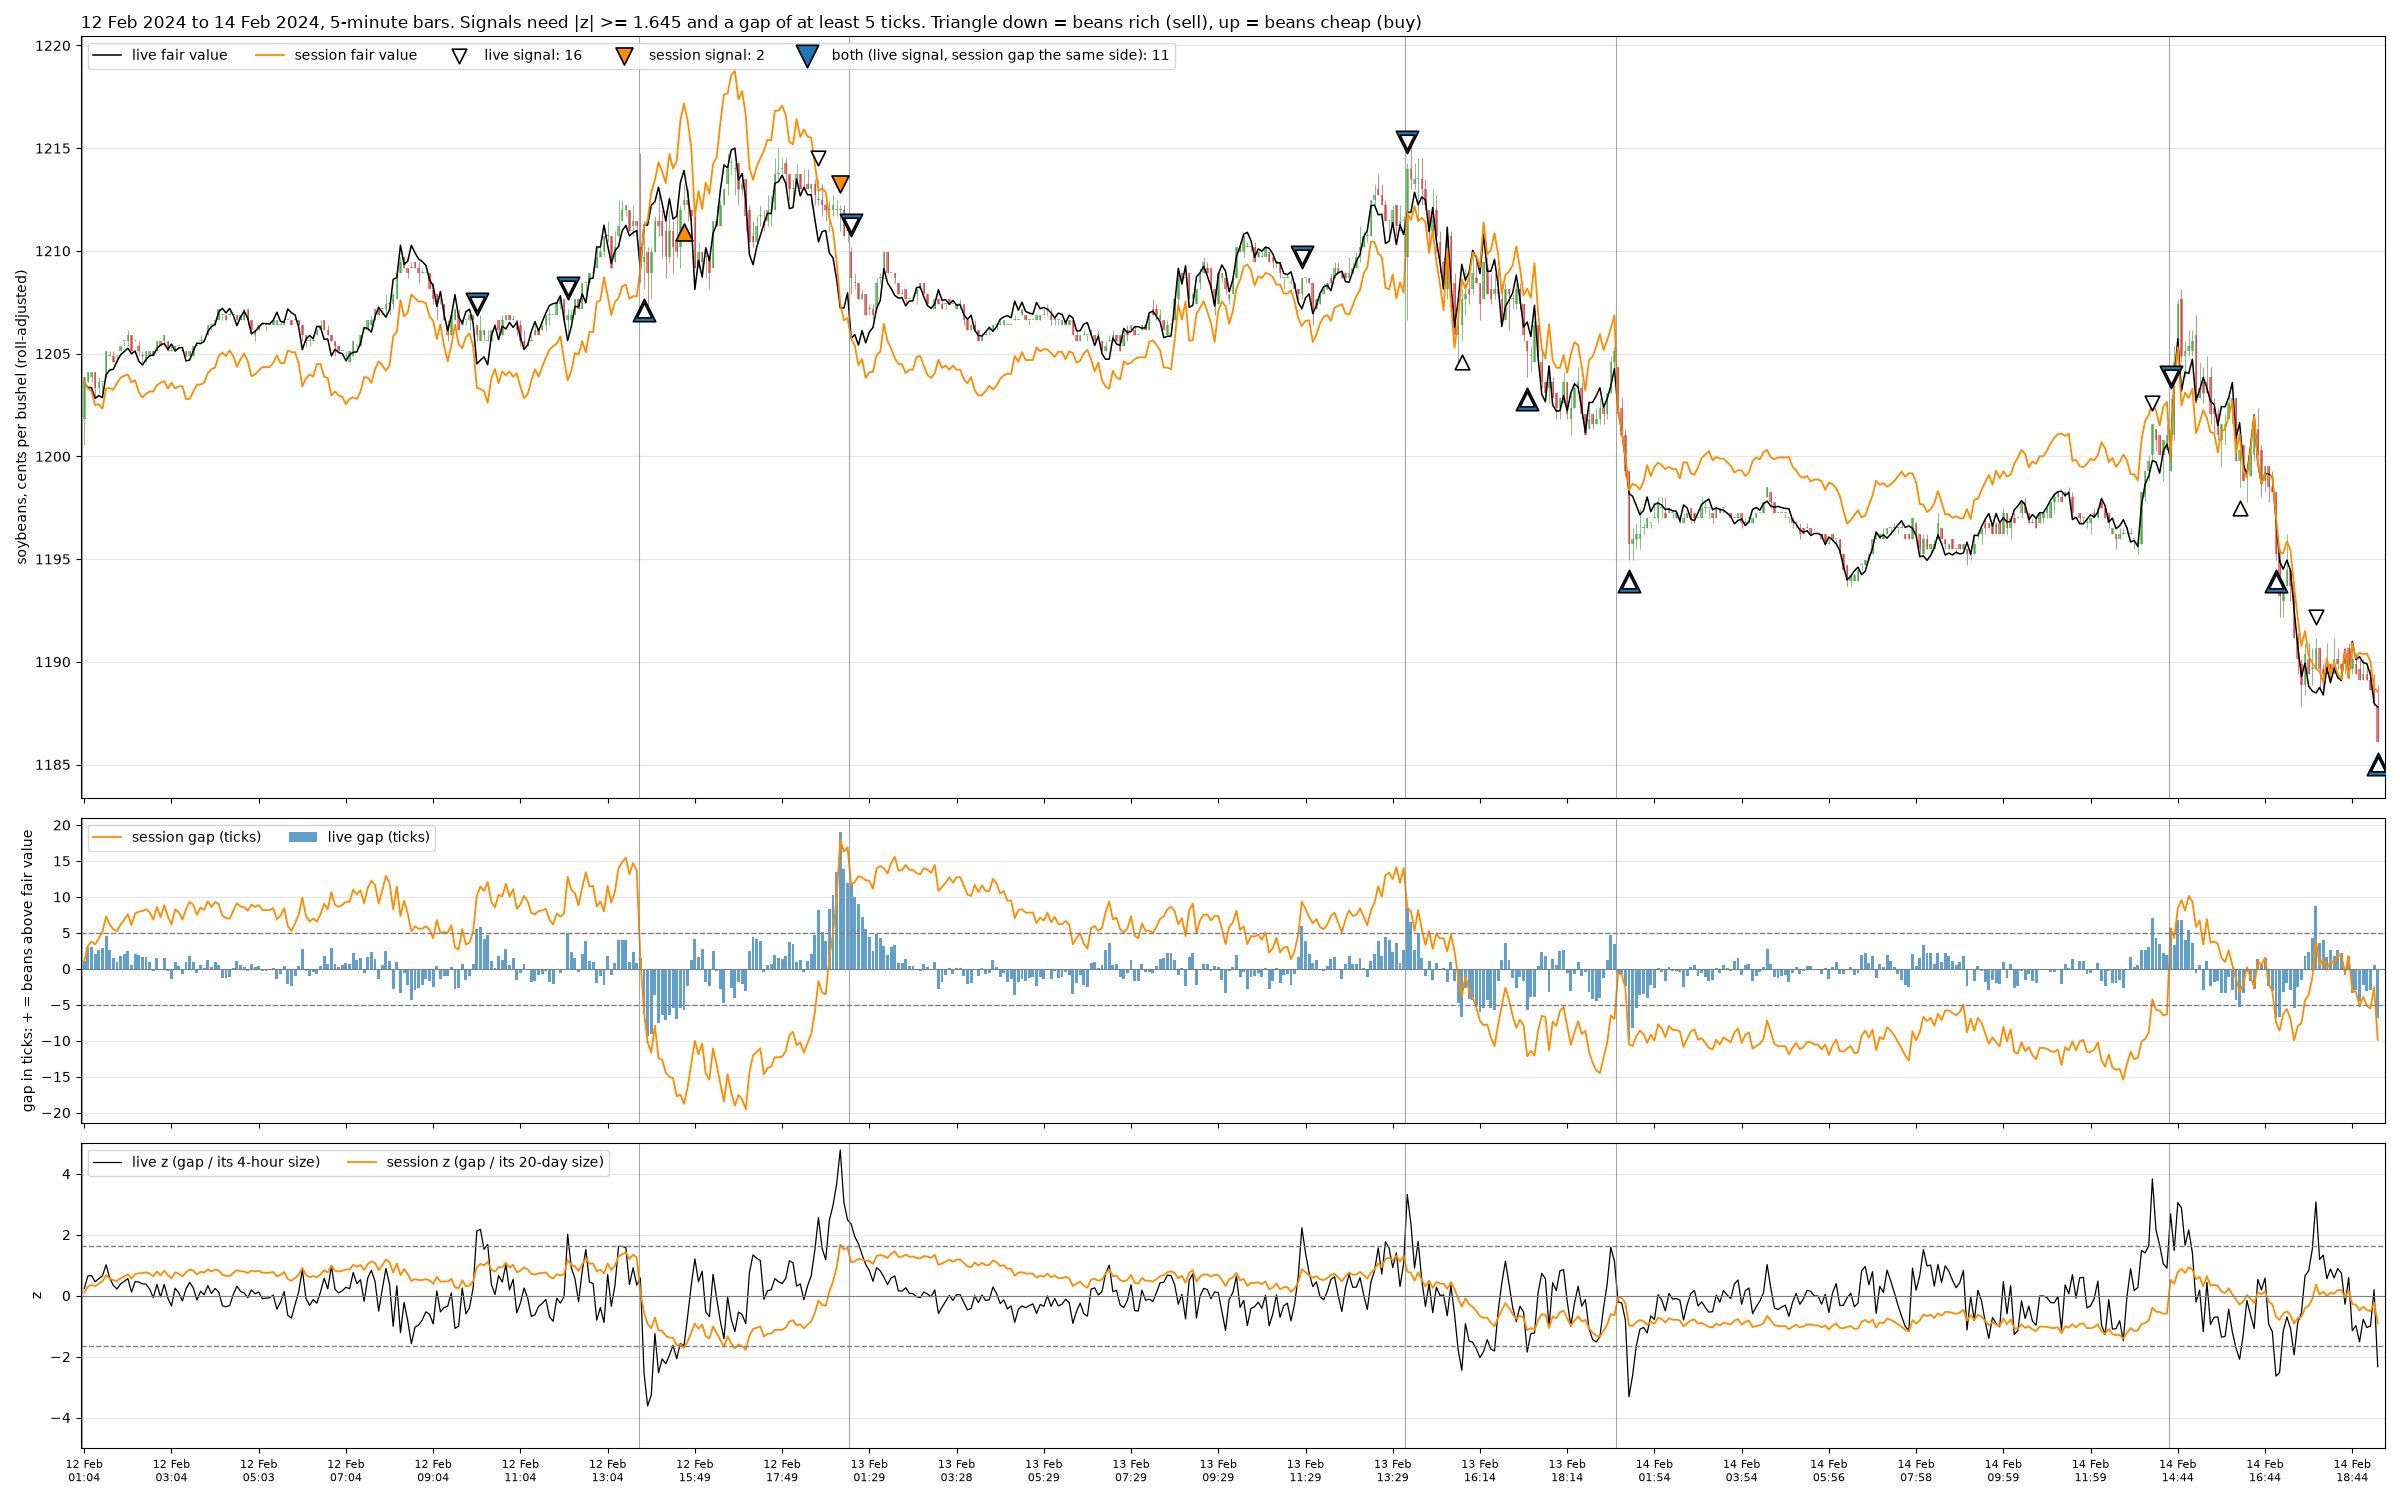 12 Feb 2024 to 14 Feb 2024, 5-minute bars. Signals need |z| >= 1.645 and a gap of at least 5 ticks. Triangle down = beans rich (sell), up = beans cheap (buy)
live fair value session fair value live signal: 16 session signal: 2 both (live signal, session gap the same side): 11
soybeans, cents per bushel (roll-adjusted)
1220
1215
1210
1205
1200
1195
1190
1185
session gap (ticks) live gap (ticks)
gap in ticks: + = beans above fair value
20
15
10
5
0
−5
−10
−15
−20
live z (gap / its 4-hour size) session z (gap / its 20-day size)
z
4
2
0
−2
−4
12 Feb 12 Feb 12 Feb 12 Feb 12 Feb 12 Feb 12 Feb 12 Feb 12 Feb 13 Feb 13 Feb 13 Feb 13 Feb 13 Feb 13 Feb 13 Feb 13 Feb 13 Feb 14 Feb 14 Feb 14 Feb 14 Feb 14 Feb 14 Feb 14 Feb 14 Feb 14 Feb
01:04 03:04 05:03 07:04 09:04 11:04 13:04 15:49 17:49 01:29 03:28 05:29 07:29 09:29 11:29 13:29 16:14 18:14 01:54 03:54 05:56 07:58 09:59 11:59 14:44 16:44 18:44